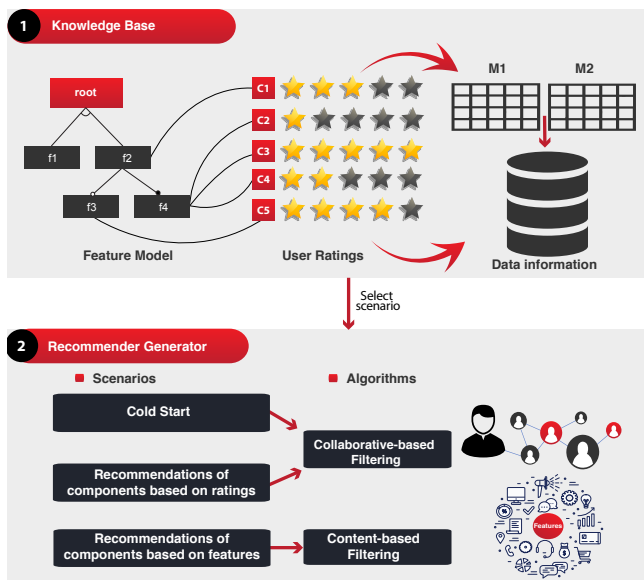 1 Knowledge Base
M1 M2
root
C1
C2
f1 f2
C3
C4
f3 f4
C5
Feature Model User Ratings Data information
Select
scenario
2 Recommender Generator
Scenarios Algorithms
Cold Start
Collaborative-based
Filtering
Recommendations of
components based on ratings
Features
Recommendations of
components based on features
Content-based
Filtering